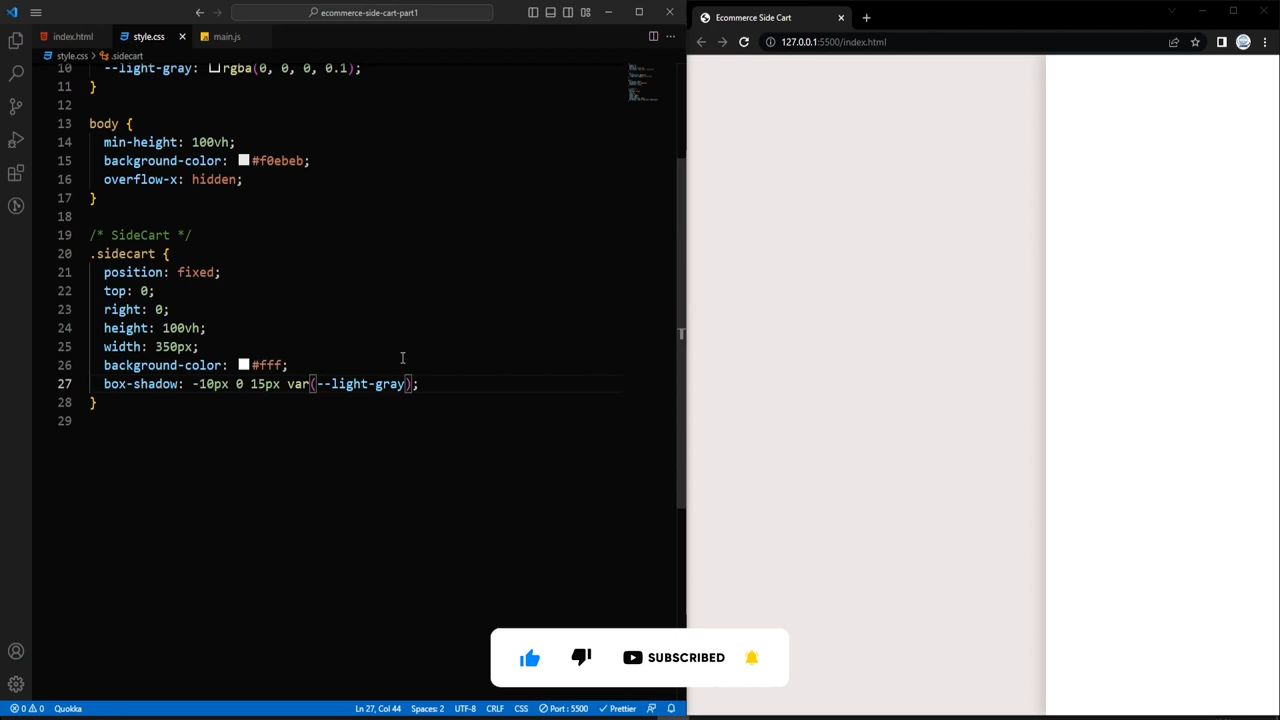 ecommerce-side-cart-part1
index.html
style.css
main.js
style.css > .sidecart
10 --light-gray: rgba(0, 0, 0, 0.1);
11 }
12
13 body {
14 min-height: 100vh;
15 background-color: #f0ebeb;
16 overflow-x: hidden;
17 }
18
19 /* SideCart */
20 .sidecart {
21 position: fixed;
22 top: 0;
23 right: 0;
24 height: 100vh;
25 width: 350px;
26 background-color: #fff;
27 box-shadow: -10px 0 15px var(--light-gray);
28 }
29
0 0 Quokka Ln 27, Col 44 Spaces: 2 UTF-8 CRLF CSS Port : 5500 Prettier
Ecommerce Side Cart
127.0.0.1:5500/index.html
T
SUBSCRIBED